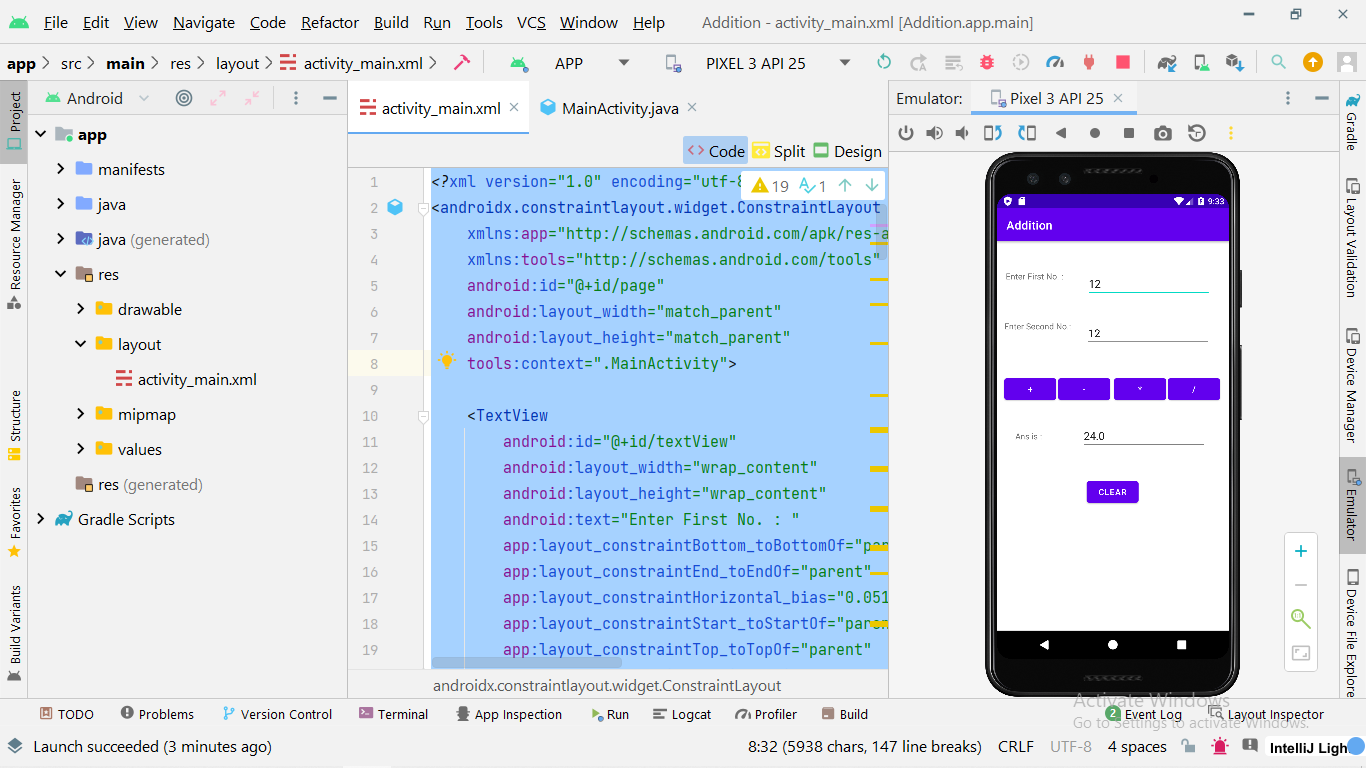 File Edit View Navigate Code Refactor Tools Build Run Tools VCS Window Help Addition - activity_main.xml [Addition.app.main]
app src main res layout activity_main.xml APP PIXEL 3 API 25
Android
activity_main.xml MainActivity.java
Emulator: Pixel 3 API 25
Code Split Design
Project
Resource Manager
Structure
Favorites
Build Variants
app
manifests
java
java (generated)
res
drawable
layout
activity_main.xml
mipmap
values
res (generated)
Gradle Scripts
19 1
1 <?xml version="1.0" encoding="utf-8
2 <androidx.constraintlayout.widget.ConstraintLayout
3 xmlns:app="http://schemas.android.com/apk/res-a
4 xmlns:tools="http://schemas.android.com/tools"
5 android:id="@+id/page"
6 android:layout_width="match_parent"
7 android:layout_height="match_parent"
8 tools:context=".MainActivity">
9
10 <TextView
11 android:id="@+id/textView"
12 android:layout_width="wrap_content"
13 android:layout_height="wrap_content"
14 android:text="Enter First No. : "
15 app:layout_constraintBottom_toBottomOf="par
16 app:layout_constraintEnd_toEndOf="parent"
17 app:layout_constraintHorizontal_bias="0.051
18 app:layout_constraintStart_toStartOf="paren
19 app:layout_constraintTop_toTopOf="parent"
androidx.constraintlayout.widget.ConstraintLayout
9:33
Addition
Enter First No. :
12
Enter Second No. :
12
+ - * /
Ans is :
24.0
CLEAR
Gradle
Layout Validation
Device Manager
Emulator
Device File Explore
Activate Windows
Go to Settings to activate Windows.
TODO Problems Version Control Terminal App Inspection Run Logcat Profiler Build 2 Event Log Layout Inspector
Launch succeeded (3 minutes ago) 8:32 (5938 chars, 147 line breaks) CRLF UTF-8 4 spaces IntelliJ Ligh